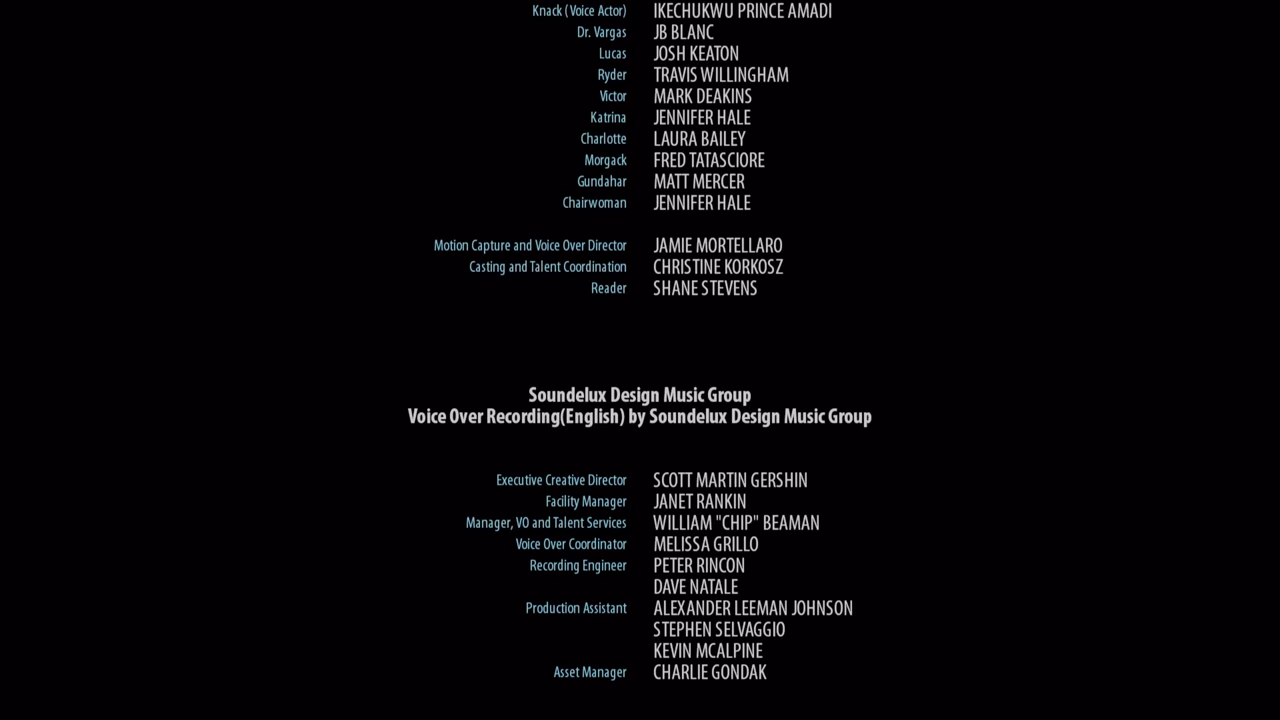 Knack (Voice Actor) IKECHUKWU PRINCE AMADI
Dr. Vargas JB BLANC
Lucas JOSH KEATON
Ryder TRAVIS WILLINGHAM
Victor MARK DEAKINS
Katrina JENNIFER HALE
Charlotte LAURA BAILEY
Morgack FRED TATASCIORE
Gundahar MATT MERCER
Chairwoman JENNIFER HALE
Motion Capture and Voice Over Director JAMIE MORTELLARO
Casting and Talent Coordination CHRISTINE KORKOSZ
Reader SHANE STEVENS
Soundelux Design Music Group
Voice Over Recording(English) by Soundelux Design Music Group
Executive Creative Director SCOTT MARTIN GERSHIN
Facility Manager JANET RANKIN
Manager, VO and Talent Services WILLIAM "CHIP" BEAMAN
Voice Over Coordinator MELISSA GRILLO
Recording Engineer PETER RINCON
DAVE NATALE
Production Assistant ALEXANDER LEEMAN JOHNSON
STEPHEN SELVAGGIO
KEVIN MCALPINE
Asset Manager CHARLIE GONDAK